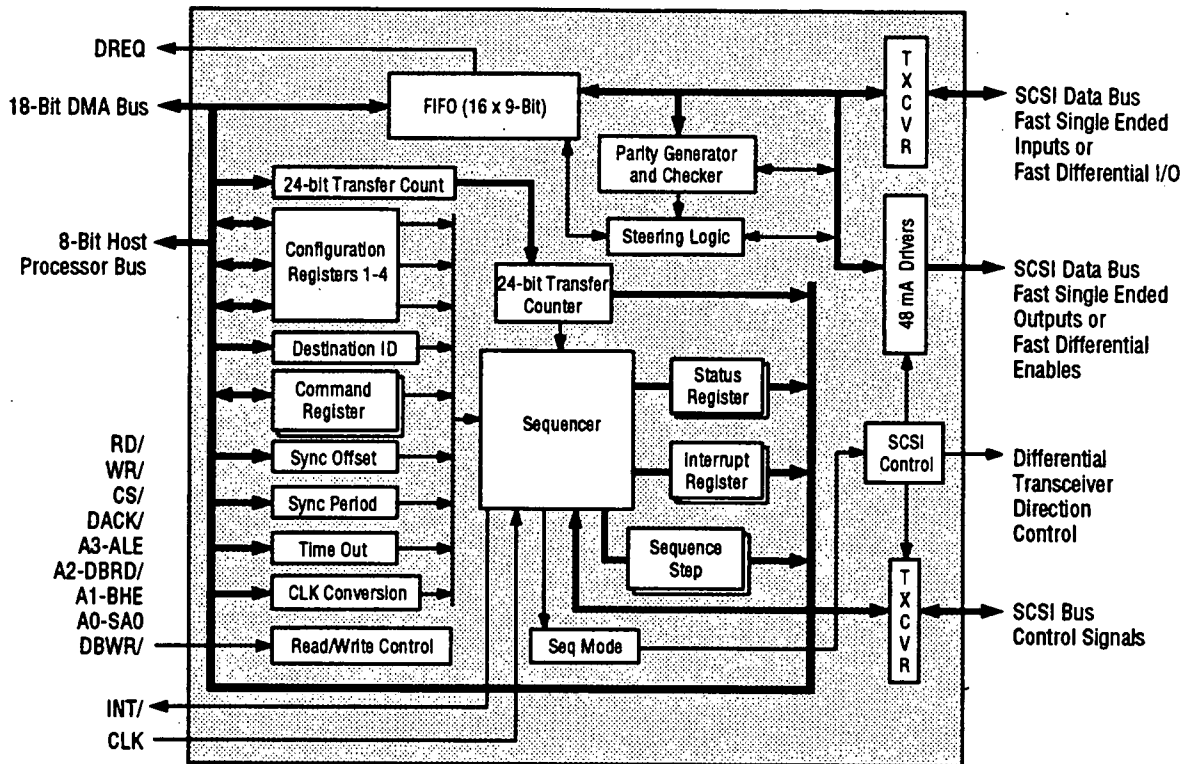 DREQ
18-Bit DMA Bus
8-Bit Host
Processor Bus
RD/
WR/
CS/
DACK/
A3-ALE
A2-DBRD/
A1-BHE
A0-SA0
DBWR/
INT/
CLK
FIFO (16 x 9-Bit)
24-bit Transfer Count
Configuration
Registers 1-4
Destination ID
Command
Register
Sync Offset
Sync Period
Time Out
CLK Conversion
Read/Write Control
Parity Generator
and Checker
Steering Logic
24-bit Transfer
Counter
Sequencer
Status
Register
Interrupt
Register
Sequence
Step
Seq Mode
TXCVR
48 mA Drivers
SCSI
Control
TXCVR
SCSI Data Bus
Fast Single Ended
Inputs or
Fast Differential I/O
SCSI Data Bus
Fast Single Ended
Outputs or
Fast Differential
Enables
Differential
Transceiver
Direction
Control
SCSI Bus
Control Signals